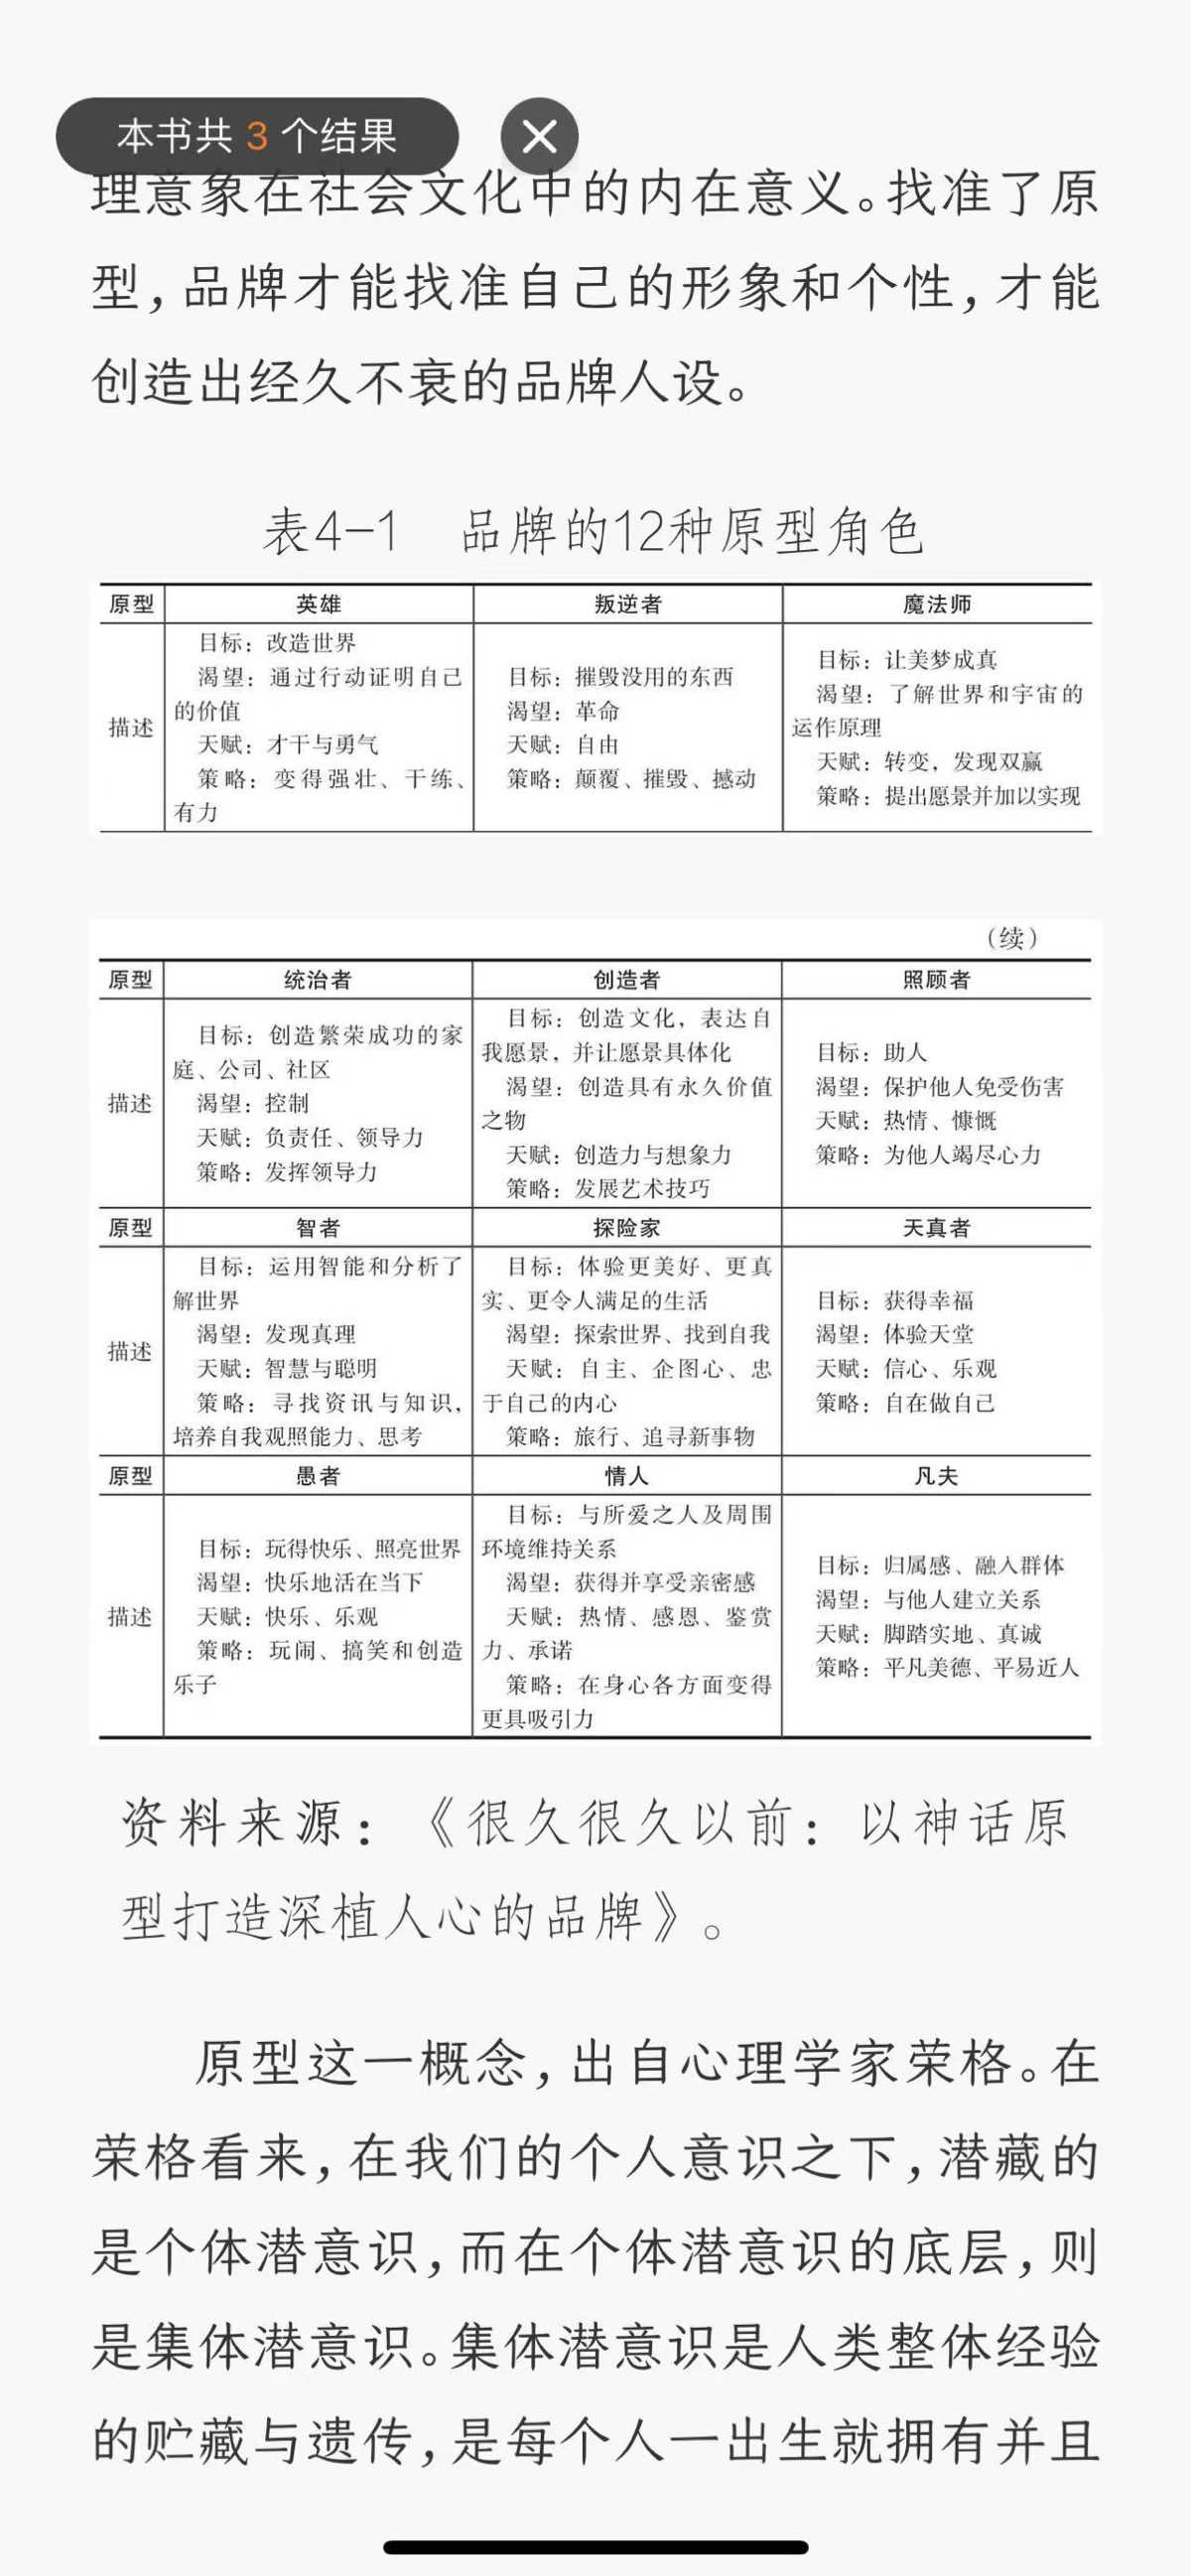 本书共 3 个结果
理意象在社会文化中的内在意义。找准了原
型，品牌才能找准自己的形象和个性，才能
创造出经久不衰的品牌人设。
表4-1 品牌的12种原型角色
原型 英雄 叛逆者 魔法师
描述
目标：改造世界
渴望：通过行动证明自己
的价值
天赋：才干与勇气
策略：变得强壮、干练、
有力
目标：摧毁没用的东西
渴望：革命
天赋：自由
策略：颠覆、摧毁、撼动
目标：让美梦成真
渴望：了解世界和宇宙的
运作原理
天赋：转变，发现双赢
策略：提出愿景并加以实现
（续）
原型 统治者 创造者 照顾者
描述
目标：创造繁荣成功的家
庭、公司、社区
渴望：控制
天赋：负责任、领导力
策略：发挥领导力
目标：创造文化，表达自
我愿景，并让愿景具体化
渴望：创造具有永久价值
之物
天赋：创造力与想象力
策略：发展艺术技巧
目标：助人
渴望：保护他人免受伤害
天赋：热情、慷慨
策略：为他人竭尽心力
原型 智者 探险家 天真者
描述
目标：运用智能和分析了
解世界
渴望：发现真理
天赋：智慧与聪明
策略：寻找资讯与知识，
培养自我观照能力、思考
目标：体验更美好、更真
实、更令人满足的生活
渴望：探索世界、找到自我
天赋：自主、企图心、忠
于自己的内心
策略：旅行、追寻新事物
目标：获得幸福
渴望：体验天堂
天赋：信心、乐观
策略：自在做自己
原型 愚者 情人 凡夫
描述
目标：玩得快乐、照亮世界
渴望：快乐地活在当下
天赋：快乐、乐观
策略：玩闹、搞笑和创造
乐子
目标：与所爱之人及周围
环境维持关系
渴望：获得并享受亲密感
天赋：热情、感恩、鉴赏
力、承诺
策略：在身心各方面变得
更具吸引力
目标：归属感、融入群体
渴望：与他人建立关系
天赋：脚踏实地、真诚
策略：平凡美德、平易近人
资料来源：《很久很久以前：以神话原
型打造深植人心的品牌》。
原型这一概念，出自心理学家荣格。在
荣格看来，在我们的个人意识之下，潜藏的
是个体潜意识，而在个体潜意识的底层，则
是集体潜意识。集体潜意识是人类整体经验
的贮藏与遗传，是每个人一出生就拥有并且